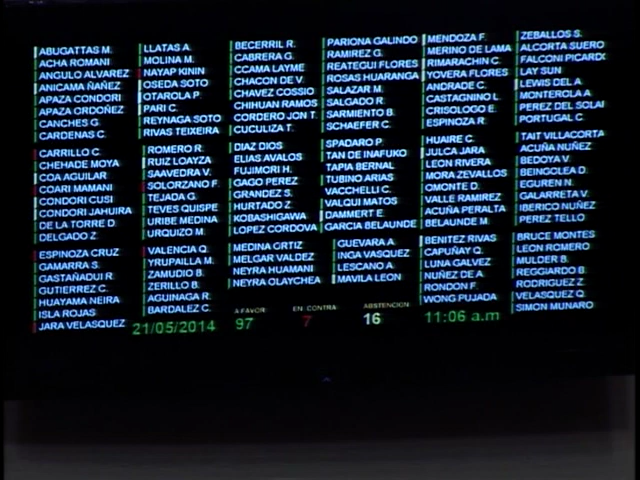 ABUGATTAS M.
ACHA ROMANI
ANGULO ALVAREZ
ANICAMA ÑAÑEZ
APAZA CONDORI
APAZA ORDOÑEZ
CANCHES G.
CARDENAS C.
CARRILLO C.
CHEHADE MOYA
COA AGUILAR
COARI MAMANI
CONDORI CUSI
CONDORI JAHUIRA
DE LA TORRE D.
DELGADO Z.
ESPINOZA CRUZ
GAMARRA S.
GASTAÑADUI R.
GUTIERREZ C.
HUAYAMA NEIRA
ISLA ROJAS
JARA VELASQUEZ
LLATAS A.
MOLINA M.
NAYAP KININ
OSEDA SOTO
OTAROLA P.
PARI C.
REYNAGA SOTO
RIVAS TEIXEIRA
ROMERO R.
RUIZ LOAYZA
SAAVEDRA V.
SOLORZANO F.
TEJADA G.
TEVES QUISPE
URIBE MEDINA
URQUIZO M.
VALENCIA Q.
YRUPAILLA M.
ZAMUDIO B.
ZERILLO B.
AGUINAGA R.
BARDALEZ C.
BECERRIL R.
CABRERA G.
CCAMA LAYME
CHACON DE V.
CHAVEZ COSSIO
CHIHUAN RAMOS
CORDERO JON T.
CUCULIZA T.
DIAZ DIOS
ELIAS AVALOS
FUJIMORI H.
GAGO PEREZ
GRANDEZ S.
HURTADO Z.
KOBASHIGAWA
LOPEZ CORDOVA
MEDINA ORTIZ
MELGAR VALDEZ
NEYRA HUAMANI
NEYRA OLAYCHEA
PARIONA GALINDO
RAMIREZ G.
REATEGUI FLORES
ROSAS HUARANGA
SALAZAR M.
SALGADO R.
SARMIENTO B.
SCHAEFER C.
SPADARO P.
TAN DE INAFUKO
TAPIA BERNAL
TUBINO ARIAS
VACCHELLI C.
VALQUI MATOS
DAMMERT E.
GARCIA BELAUNDE
GUEVARA A.
INGA VASQUEZ
LESCANO A.
MAVILA LEON
MENDOZA F.
MERINO DE LAMA
RIMARACHIN C.
YOVERA FLORES
ANDRADE C.
CASTAGNINO L.
CRISOLOGO E.
ESPINOZA R.
HUAIRE C.
JULCA JARA
LEON RIVERA
MORA ZEVALLOS
OMONTE D.
VALLE RAMIREZ
ACUÑA PERALTA
BELAUNDE M.
BENITEZ RIVAS
CAPUÑAY Q.
LUNA GALVEZ
NUÑEZ DE A.
RONDON F.
WONG PUJADA
ZEBALLOS S.
ALCORTA SUERO
FALCONI PICARDO
LAY SUN
LEWIS DEL A.
MONTEROLA A.
PEREZ DEL SOLAR
PORTUGAL C.
TAIT VILLACORTA
ACUÑA NUÑEZ
BEDOYA V.
BEINGOLEA D.
EGUREN N.
GALARRETA V.
IBERICO NUÑEZ
PEREZ TELLO
BRUCE MONTES
LEON ROMERO
MULDER B.
REGGIARDO B.
RODRIGUEZ Z.
VELASQUEZ Q.
SIMON MUNARO
A FAVOR:
EN CONTRA:
ABSTENCION:
21/05/2014 97 7 16 11:06 a.m